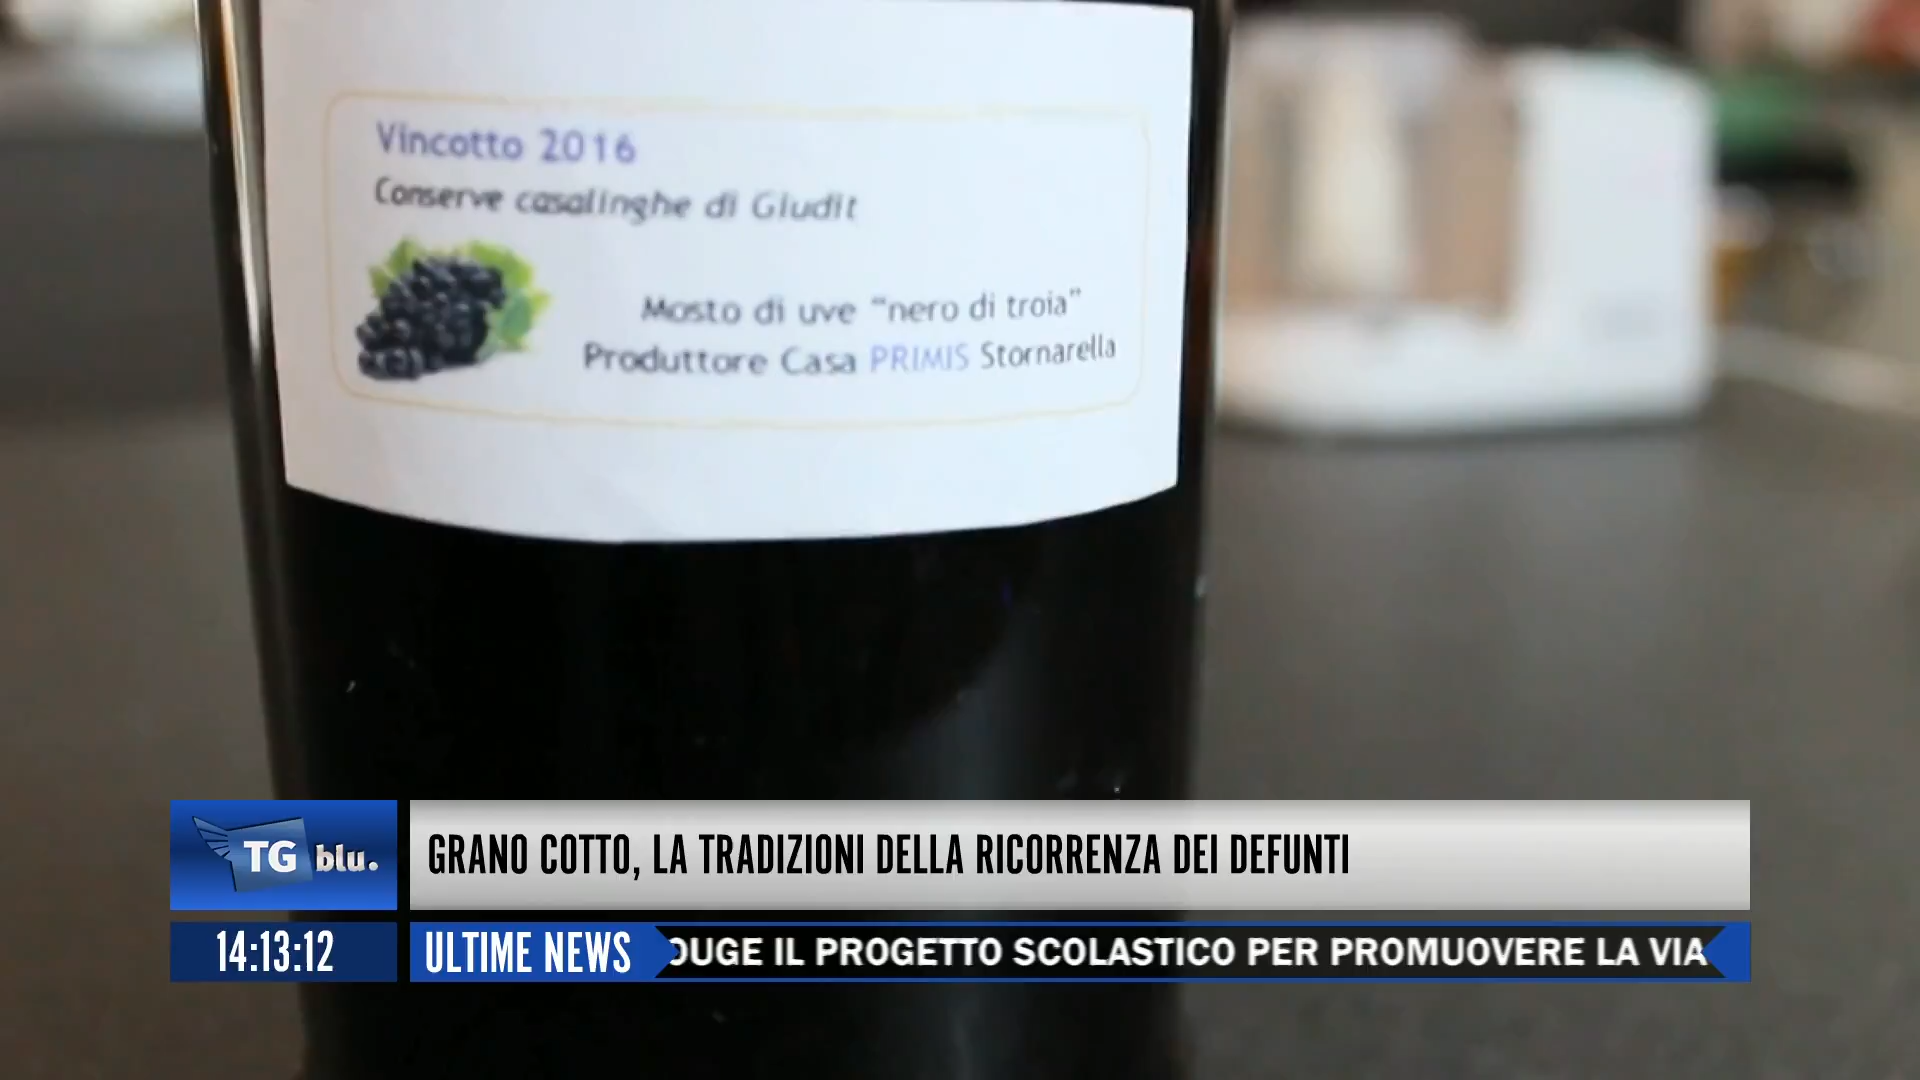 Vincotto 2016
Conserve casalinghe di Giudit
Mosto di uve “nero di troia”
Produttore Casa PRIMIS Stornarella
TG blu.
GRANO COTTO, LA TRADIZIONI DELLA RICORRENZA DEI DEFUNTI
14:13:12
ULTIME NEWS
OUGE IL PROGETTO SCOLASTICO PER PROMUOVERE LA VIA